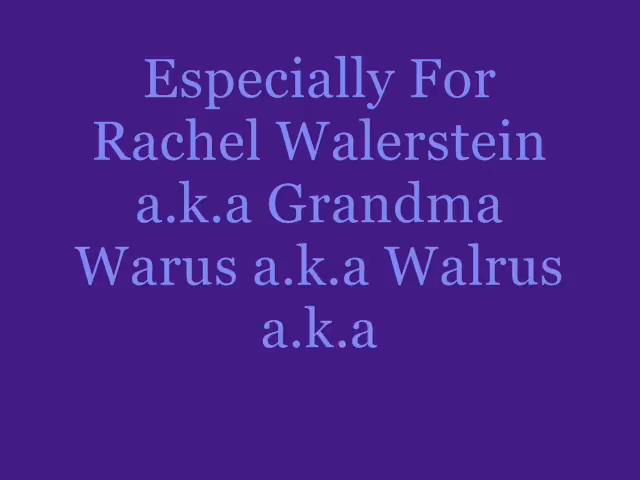 Especially For
Rachel Walerstein
a.k.a Grandma
Warus a.k.a Walrus
a.k.a